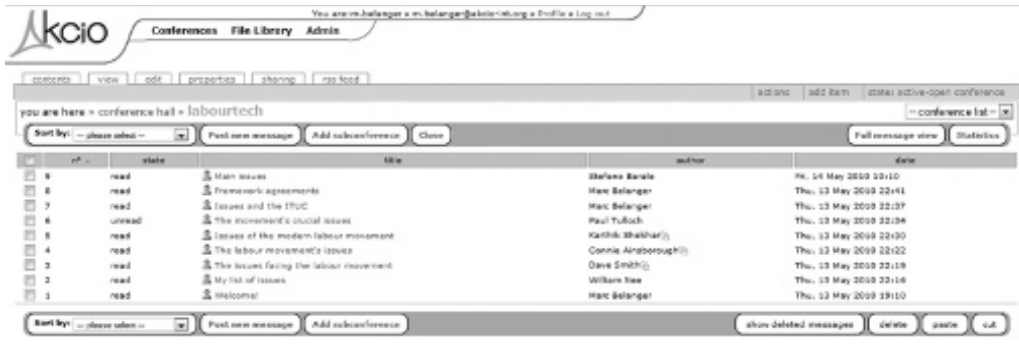 You are m.belanger • m.belanger@akcio-int.org • Profile • Log out
kcio
Conferences File Library Admin
contents view edit properties sharing rss feed
actions add item state: active-open conference
you are here » conference hall » labourtech
-- conference list --
Sort by: -- please select -- Post new message Add subconference Close Full message view Statistics
nº state title author date
9 read Main issues Stefano Barale Fri, 14 May 2010 10:10
8 read Framework agreements Marc Belanger Thu, 13 May 2010 22:41
7 read Issues and the ITUC Marc Belanger Thu, 13 May 2010 22:37
6 unread The movement's crucial issues Paul Tulloch Thu, 13 May 2010 22:34
5 read Issues of the modern labour movement Karthik Shekhar Thu, 13 May 2010 22:30
4 read The labour movement's issues Connie Ainsborough Thu, 13 May 2010 22:22
3 read The issues facing the labour movement Dave Smith Thu, 13 May 2010 22:19
2 read My list of issues William Nee Thu, 13 May 2010 22:16
1 read Welcome! Marc Belanger Thu, 13 May 2010 19:10
Sort by: -- please select -- Post new message Add subconference show deleted messages delete paste cut